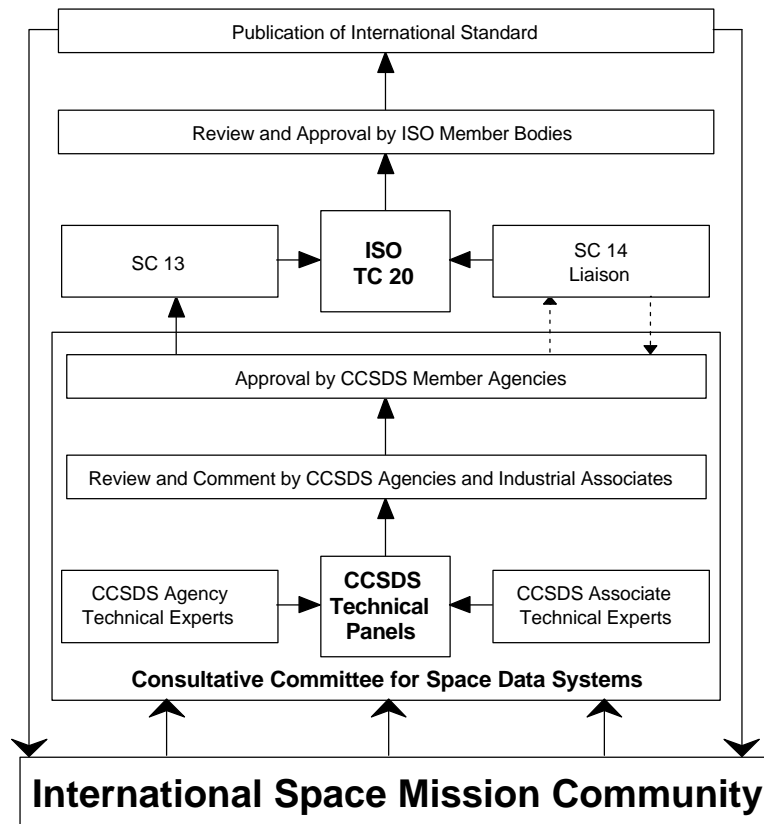 Publication of International Standard
Review and Approval by ISO Member Bodies
SC 13
ISO
TC 20
SC 14
Liaison
Approval by CCSDS Member Agencies
Review and Comment by CCSDS Agencies and Industrial Associates
CCSDS Agency
Technical Experts
CCSDS
Technical
Panels
CCSDS Associate
Technical Experts
Consultative Committee for Space Data Systems
International Space Mission Community